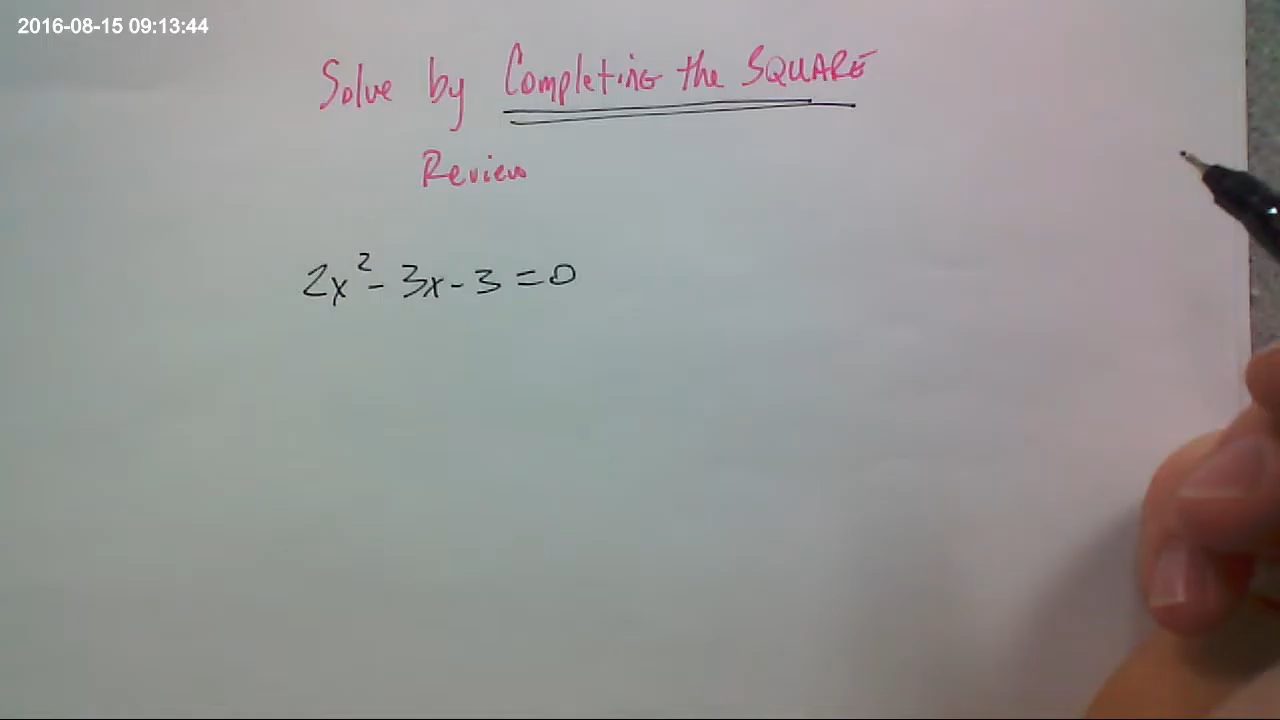 2016-08-15 09:13:44
Solve by Completing the SQUARE
Review
2x² - 3x - 3 = 0